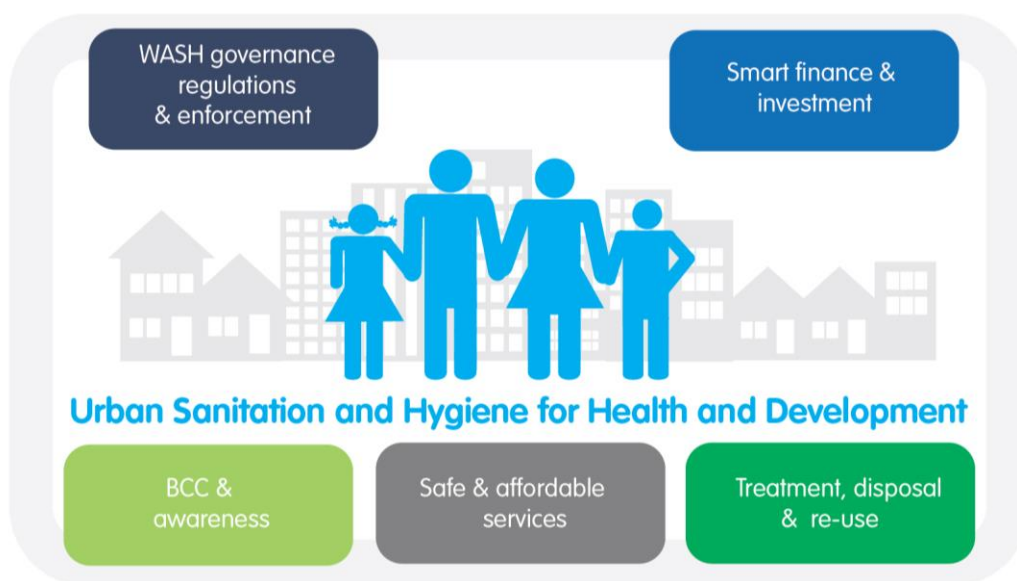 WASH governance
regulations
& enforcement
Smart finance &
investment
Urban Sanitation and Hygiene for Health and Development
BCC &
awareness
Safe & affordable
services
Treatment, disposal
& re-use